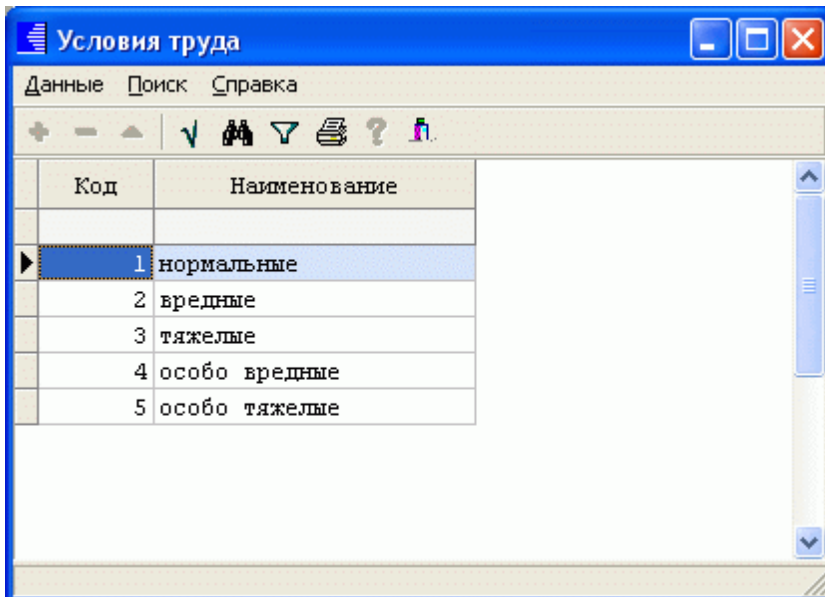 Условия труда
Данные Поиск Справка
Код Наименование
1 нормальные
2 вредные
3 тяжелые
4 особо вредные
5 особо тяжелые